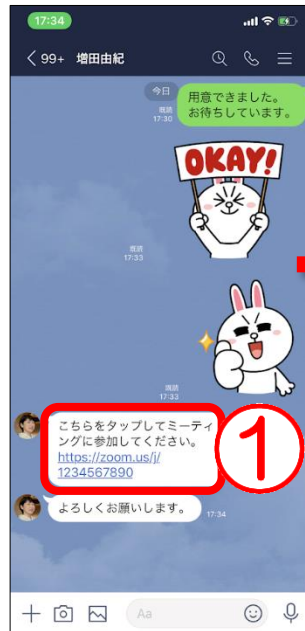 17:34
99+ 増田由紀
今日
用意できました。
お待ちしています。
既読
17:30
OKAY!
既読
17:33
既読
17:33
こちらをタップしてミーティ
ングに参加してください。
https://zoom.us/j/
1234567890
1
よろしくお願いします。
17:34
Aa